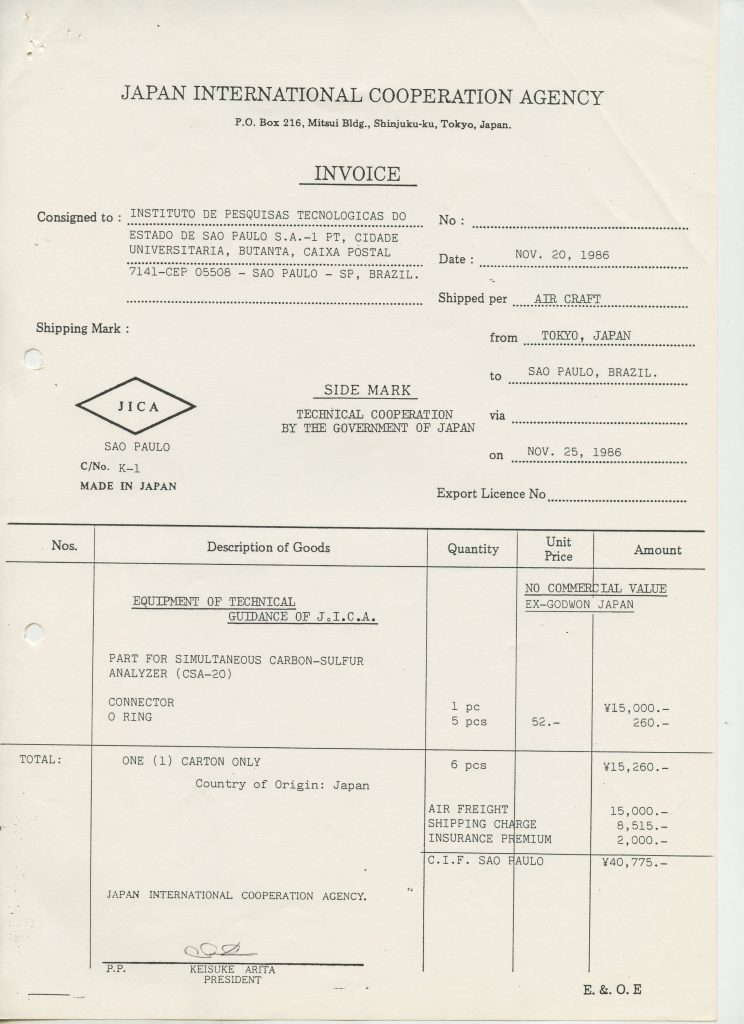 JAPAN INTERNATIONAL COOPERATION AGENCY
P.O. Box 216, Mitsui Bldg., Shinjuku-ku, Tokyo, Japan.
INVOICE
Consigned to : INSTITUTO DE PESQUISAS TECNOLOGICAS DO
ESTADO DE SAO PAULO S.A.-1 PT, CIDADE
UNIVERSITARIA, BUTANTA, CAIXA POSTAL
7141-CEP 05508 - SAO PAULO - SP, BRAZIL.
No :
Date : NOV. 20, 1986
Shipped per AIR CRAFT
from TOKYO, JAPAN
to SAO PAULO, BRAZIL.
via
on NOV. 25, 1986
Export Licence No
Shipping Mark :
JICA
SAO PAULO
C/No. K-1
MADE IN JAPAN
SIDE MARK
TECHNICAL COOPERATION
BY THE GOVERNMENT OF JAPAN
Nos. Description of Goods Quantity Unit Price Amount
EQUIPMENT OF TECHNICAL
GUIDANCE OF J.I.C.A.
NO COMMERCIAL VALUE
EX-GODWON JAPAN
PART FOR SIMULTANEOUS CARBON-SULFUR
ANALYZER (CSA-20)
CONNECTOR 1 pc ¥15,000.-
O RING 5 pcs 52.- 260.-
TOTAL: ONE (1) CARTON ONLY 6 pcs ¥15,260.-
Country of Origin: Japan
AIR FREIGHT 15,000.-
SHIPPING CHARGE 8,515.-
INSURANCE PREMIUM 2,000.-
C.I.F. SAO PAULO ¥40,775.-
JAPAN INTERNATIONAL COOPERATION AGENCY.
P.P. KEISUKE ARITA
PRESIDENT
E. &. O. E